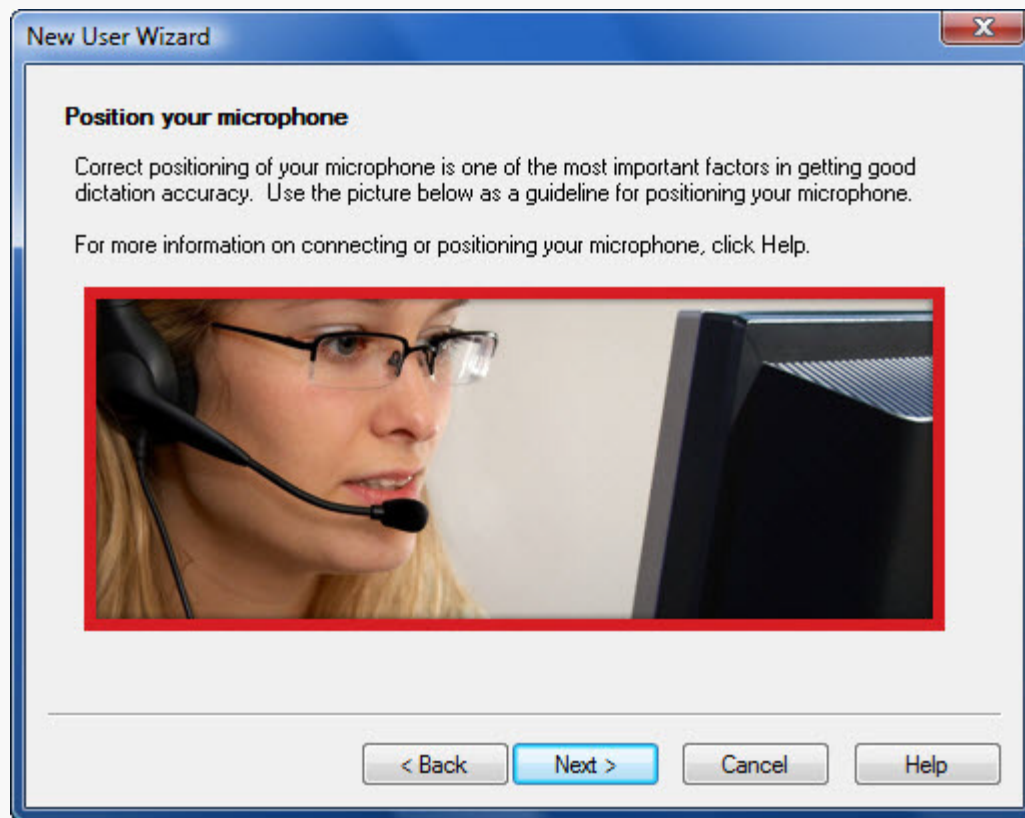 New User Wizard
X
Position your microphone
Correct positioning of your microphone is one of the most important factors in getting good
dictation accuracy.  Use the picture below as a guideline for positioning your microphone.
For more information on connecting or positioning your microphone, click Help.
< Back Next > Cancel Help